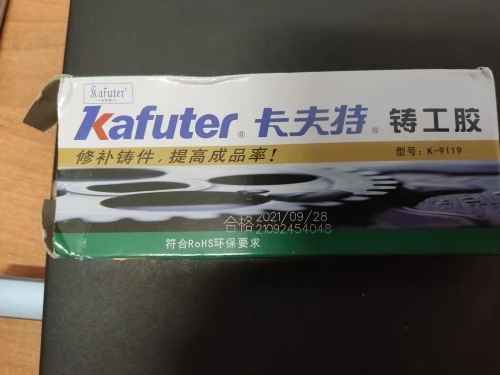 Kafuter
Kafuter® 卡夫特® 铸工胶
修补铸件，提高成品率！
型号：K-9119
合格 2021/09/28
21092454048
符合RoHS环保要求